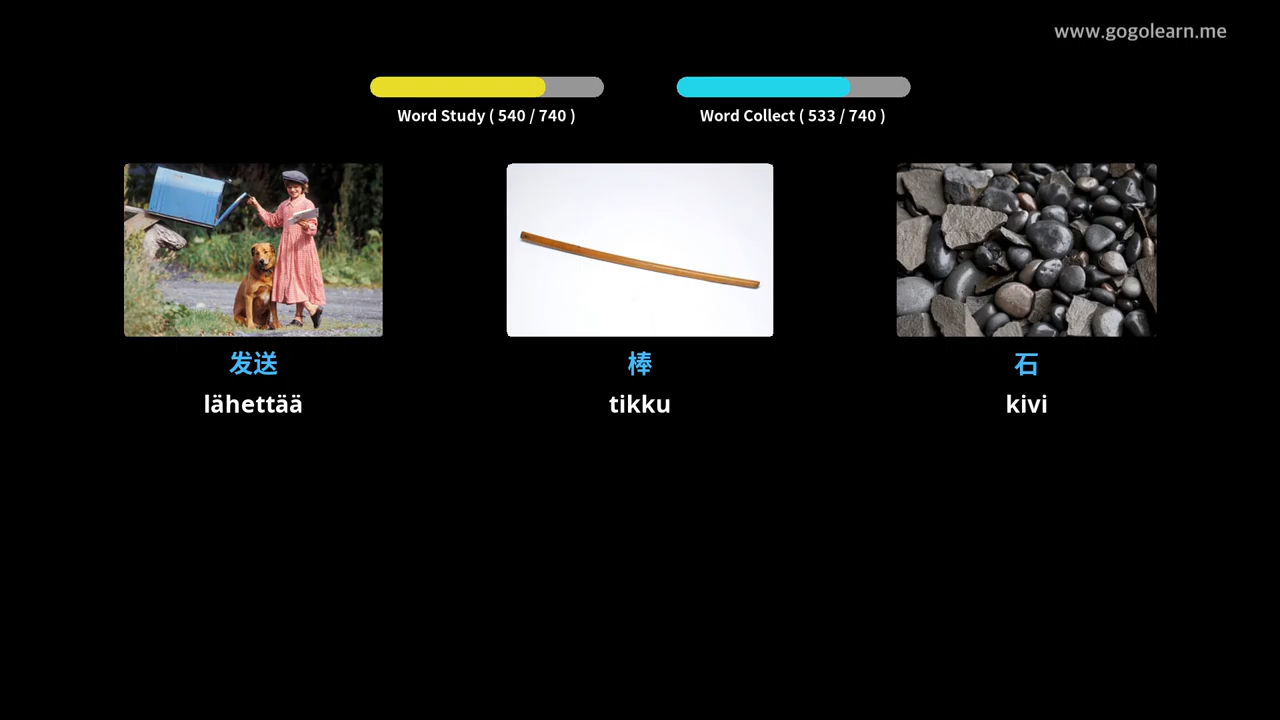 www.gogolearn.me
Word Study ( 540 / 740 )
Word Collect ( 533 / 740 )
发送
棒
石
lähettää
tikku
kivi